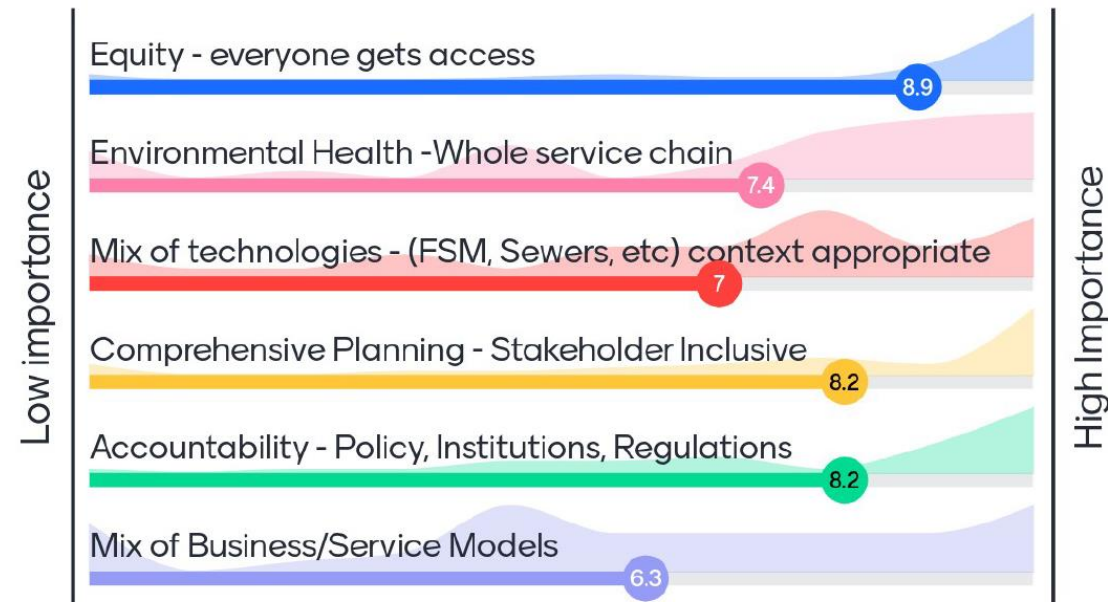 Low importance
Equity - everyone gets access
8.9
Environmental Health -Whole service chain
7.4
Mix of technologies - (FSM, Sewers, etc) context appropriate
7
Comprehensive Planning - Stakeholder Inclusive
8.2
Accountability - Policy, Institutions, Regulations
8.2
Mix of Business/Service Models
6.3
High Importance